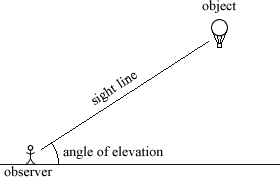 object
sight line
angle of elevation
observer